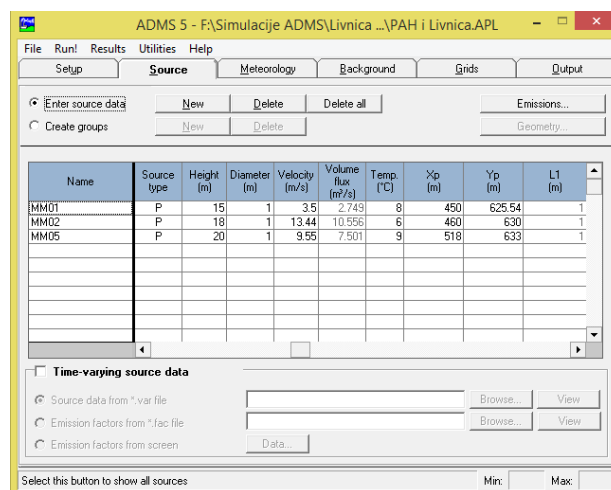 ADMS 5 - F:\Simulacije ADMS\Livnica ...\PAH i Livnica.APL
File Run! Results Utilities Help
Setup Source Meteorology Background Grids Output
Enter source data New Delete Delete all Emissions...
Create groups New Delete Geometry...
Name Source type Height (m) Diameter (m) Velocity (m/s) Volume flux (m³/s) Temp. (°C) Xp (m) Yp (m) L1 (m)
MM01 P 15 1 3.5 2.749 8 450 625.54 1
MM02 P 18 1 13.44 10.556 6 460 630 1
MM05 P 20 1 9.55 7.501 9 518 633 1
Time-varying source data
Source data from *.var file Browse... View
Emission factors from *.fac file Browse... View
Emission factors from screen Data...
Select this button to show all sources Min: Max: